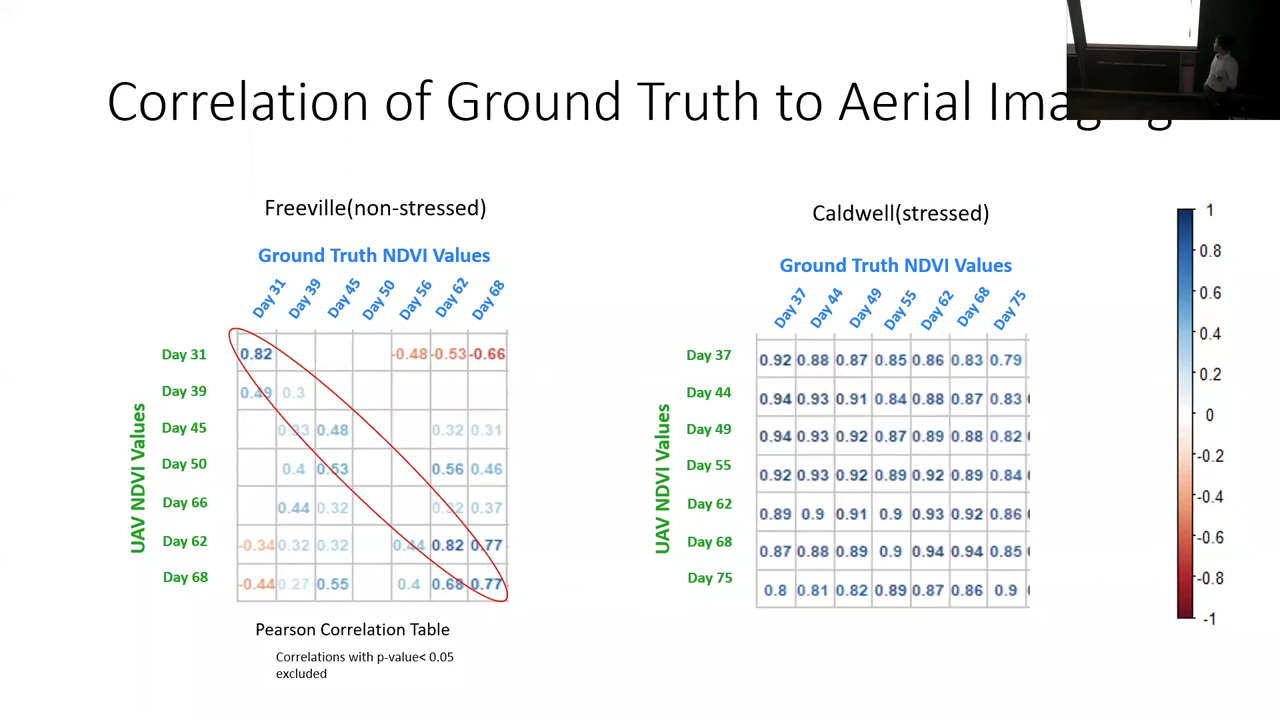 Correlation of Ground Truth to Aerial Imaging
Freeville(non-stressed)
Ground Truth NDVI Values
Day 31 Day 39 Day 45 Day 50 Day 56 Day 62 Day 68
UAV NDVI Values
Day 31 0.82 -0.48 -0.53 -0.66
Day 39 0.49 0.3
Day 45 0.33 0.48 0.32 0.31
Day 50 0.4 0.53 0.56 0.46
Day 66 0.44 0.32 0.32 0.37
Day 62 -0.34 0.32 0.32 0.44 0.82 0.77
Day 68 -0.44 0.27 0.55 0.4 0.68 0.77
Pearson Correlation Table
Correlations with p-value< 0.05
excluded
Caldwell(stressed)
Ground Truth NDVI Values
Day 37 Day 44 Day 49 Day 55 Day 62 Day 68 Day 75
UAV NDVI Values
Day 37 0.92 0.88 0.87 0.85 0.86 0.83 0.79
Day 44 0.94 0.93 0.91 0.84 0.88 0.87 0.83
Day 49 0.94 0.93 0.92 0.87 0.89 0.88 0.82
Day 55 0.92 0.93 0.92 0.89 0.92 0.89 0.84
Day 62 0.89 0.9 0.91 0.9 0.93 0.92 0.86
Day 68 0.87 0.88 0.89 0.9 0.94 0.94 0.85
Day 75 0.8 0.81 0.82 0.89 0.87 0.86 0.9
1
0.8
0.6
0.4
0.2
0
-0.2
-0.4
-0.6
-0.8
-1